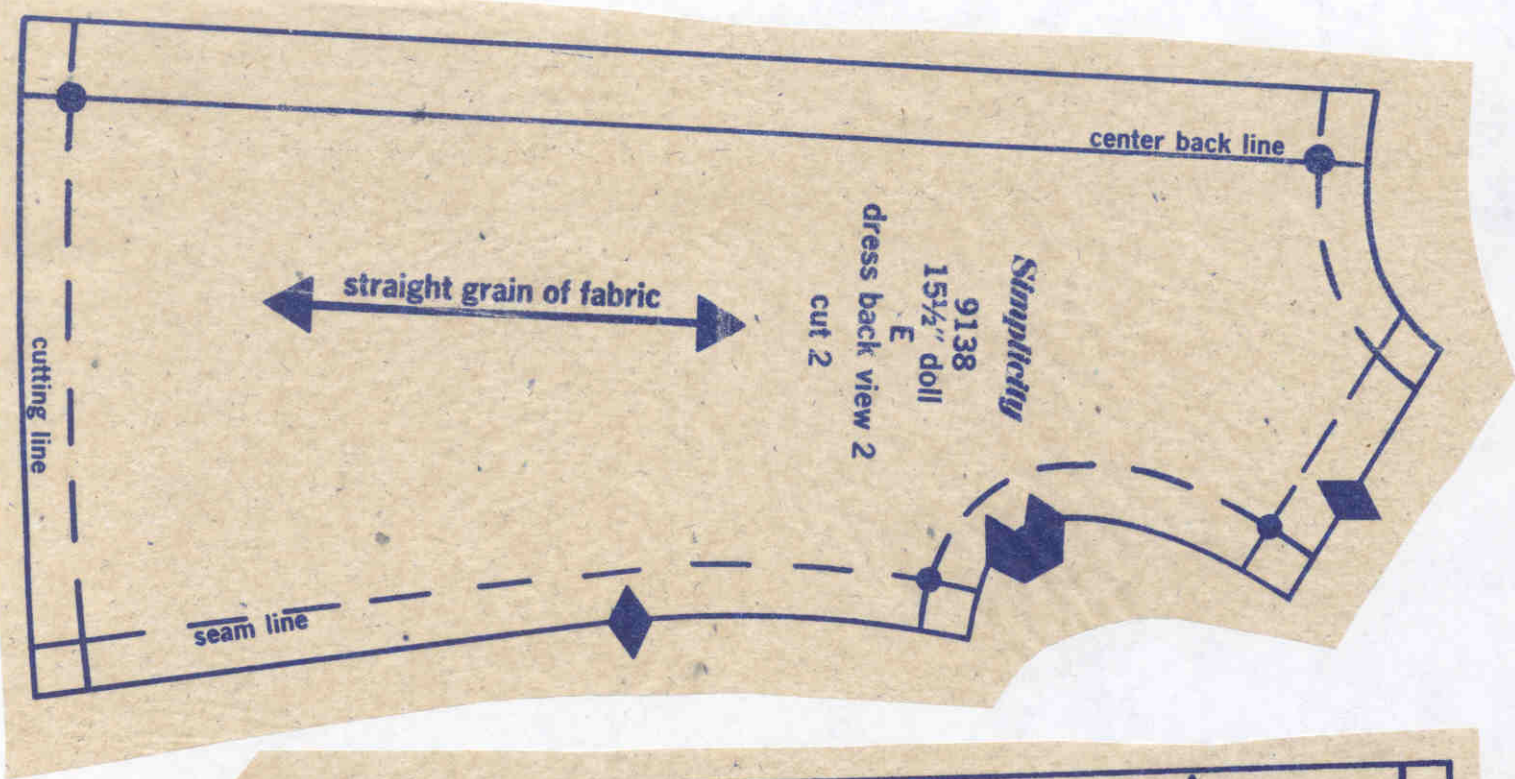 center back line
straight grain of fabric
Simplicity
9138
15½" doll
E
dress back view 2
cut 2
cutting line
seam line